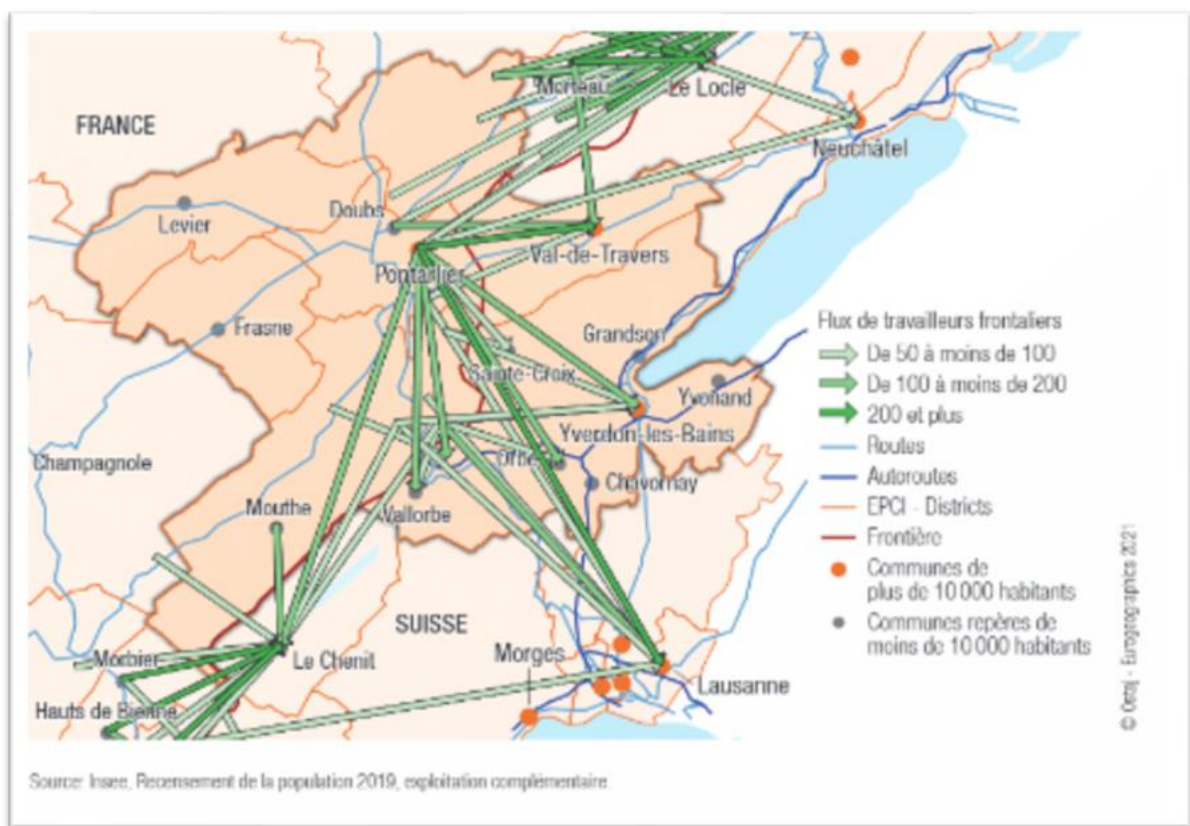 FRANCE
Morteau
Le Locle
Neuchâtel
Levier
Doubs
Val-de-Travers
Pontarlier
Frasne
Grandson
Sainte-Croix
Yvonand
Yverdon-les-Bains
Champagnole
Orbe
Chavornay
Mouthe
Vallorbe
SUISSE
Morbier
Le Chenit
Morges
Lausanne
Hauts de Bienne
Flux de travailleurs frontaliers
De 50 à moins de 100
De 100 à moins de 200
200 et plus
Routes
Autoroutes
EPCI - Districts
Frontière
Communes de
plus de 10 000 habitants
Communes repères de
moins de 10 000 habitants
© Ostaj - Eurogeographics 2021
Source: Insee, Recensement de la population 2019, exploitation complémentaire